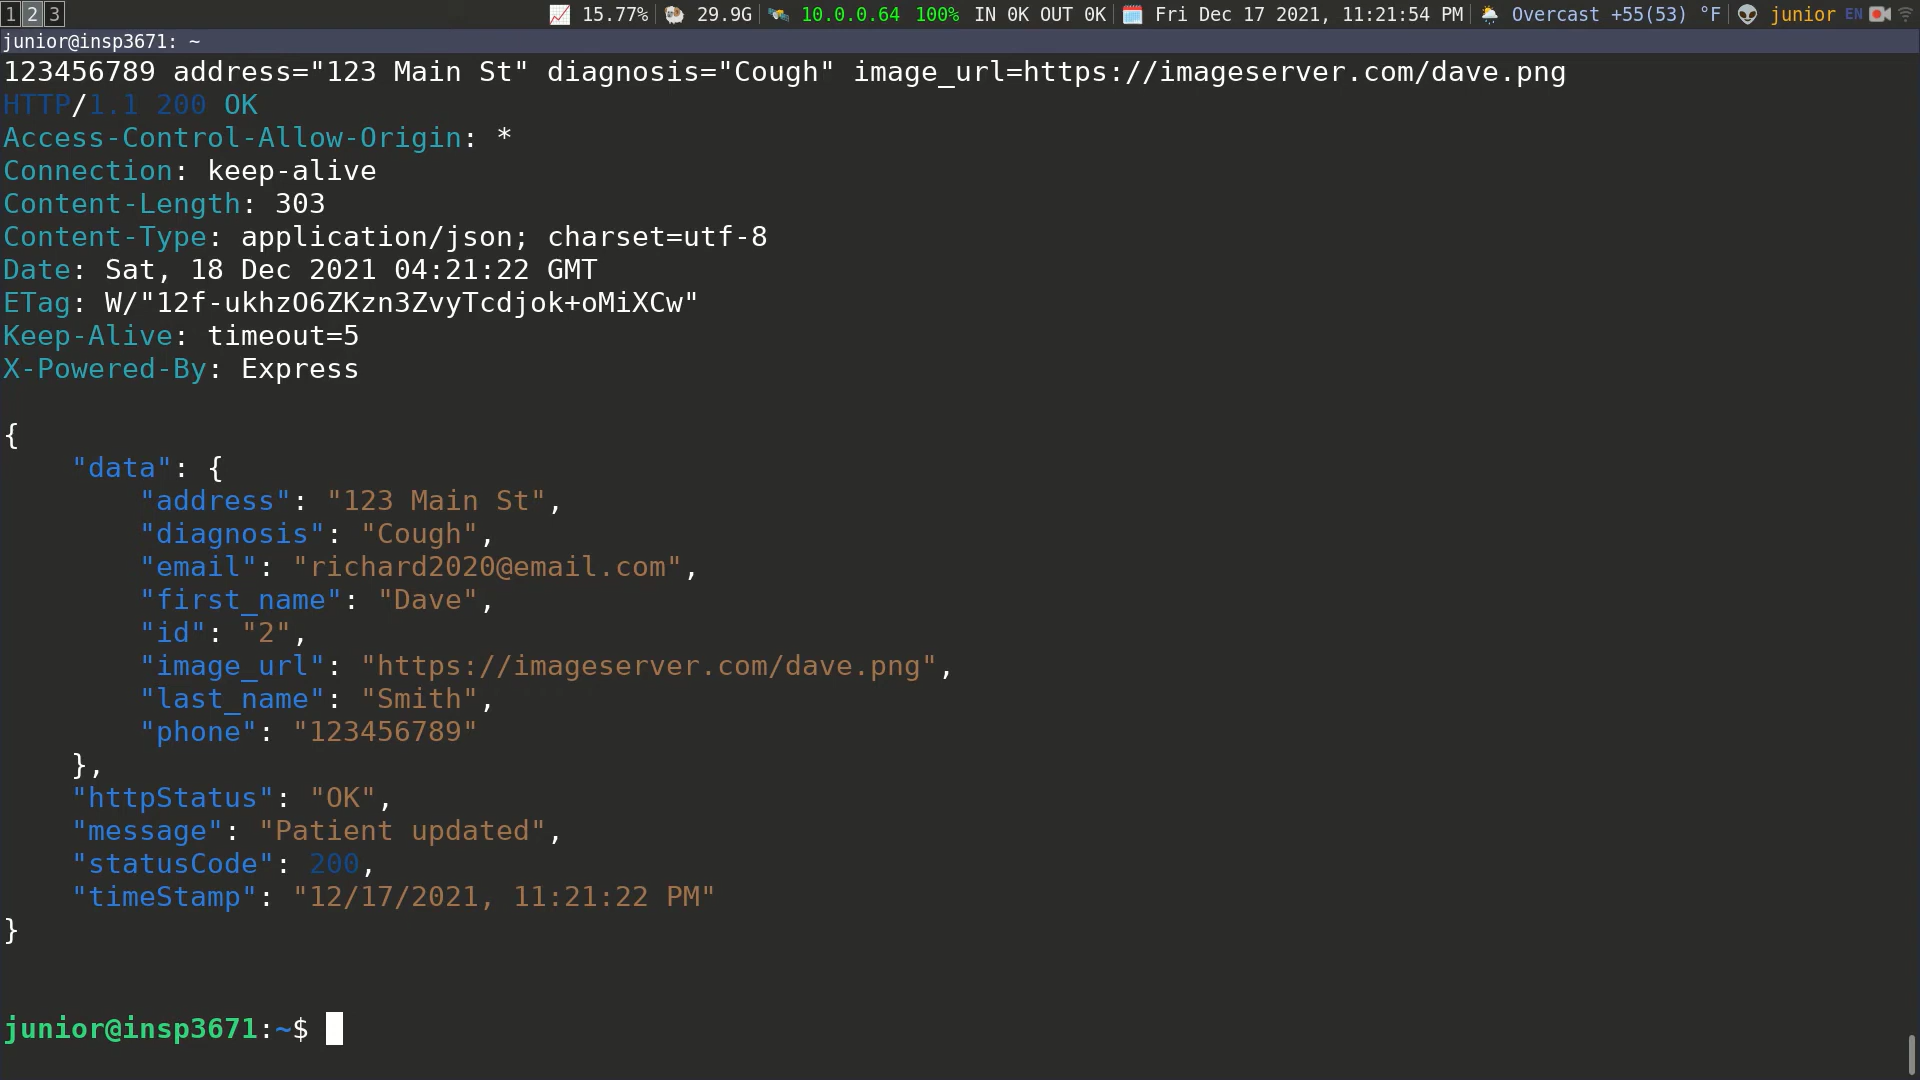 1 2 3 15.77% 29.9G 10.0.0.64 100% IN 0K OUT 0K Fri Dec 17 2021, 11:21:54 PM Overcast +55(53) °F junior EN
junior@insp3671: ~
123456789 address="123 Main St" diagnosis="Cough" image_url=https://imageserver.com/dave.png
HTTP/1.1 200 OK
Access-Control-Allow-Origin: *
Connection: keep-alive
Content-Length: 303
Content-Type: application/json; charset=utf-8
Date: Sat, 18 Dec 2021 04:21:22 GMT
ETag: W/"12f-ukhzO6ZKzn3ZvyTcdjok+oMiXCw"
Keep-Alive: timeout=5
X-Powered-By: Express
{
    "data": {
        "address": "123 Main St",
        "diagnosis": "Cough",
        "email": "richard2020@email.com",
        "first_name": "Dave",
        "id": "2",
        "image_url": "https://imageserver.com/dave.png",
        "last_name": "Smith",
        "phone": "123456789"
    },
    "httpStatus": "OK",
    "message": "Patient updated",
    "statusCode": 200,
    "timeStamp": "12/17/2021, 11:21:22 PM"
}
junior@insp3671:~$